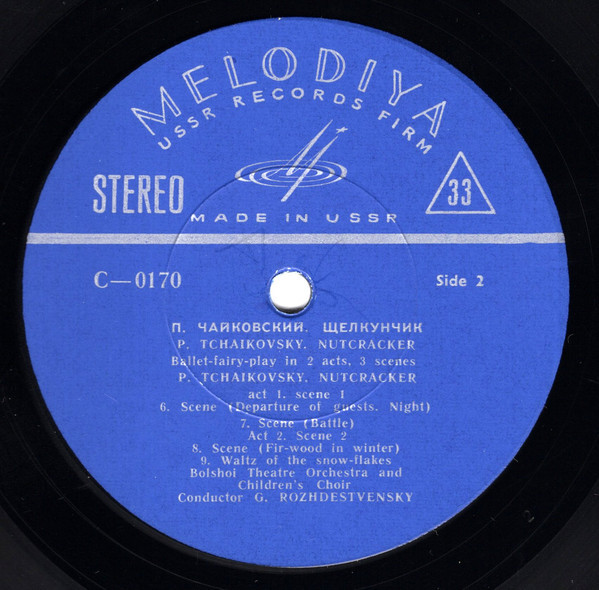 MELODIYA
USSR RECORDS FIRM
STEREO
33
MADE IN USSR
C—0170
Side 2
П. ЧАЙКОВСКИЙ. ЩЕЛКУНЧИК
P. TCHAIKOVSKY. NUTCRACKER
Ballet-fairy-play in 2 acts, 3 scenes
P. TCHAIKOVSKY. NUTCRACKER
act 1. scene 1
6. Scene (Departure of guests. Night)
7. Scene (Battle)
Act 2. Scene 2
8. Scene (Fir-wood in winter)
9. Waltz of the snow-flakes
Bolshoi Theatre Orchestra and
Children's Choir
Conductor G. ROZHDESTVENSKY